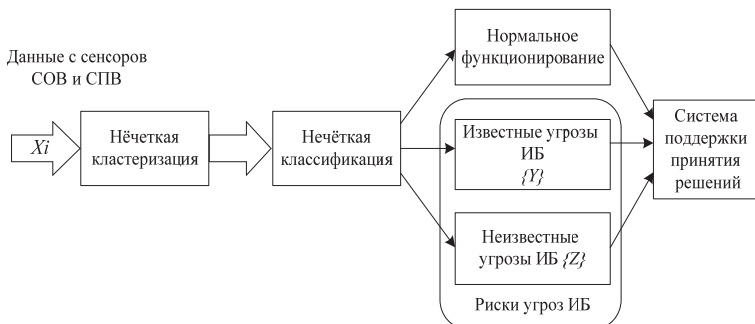 Данные с сенсоров
СОВ и СПВ
Xi
Нёчеткая
кластеризация
Нечёткая
классификация
Нормальное
функционирование
Известные угрозы
ИБ
{Y}
Неизвестные
угрозы ИБ {Z}
Риски угроз ИБ
Система
поддержки
принятия
решений